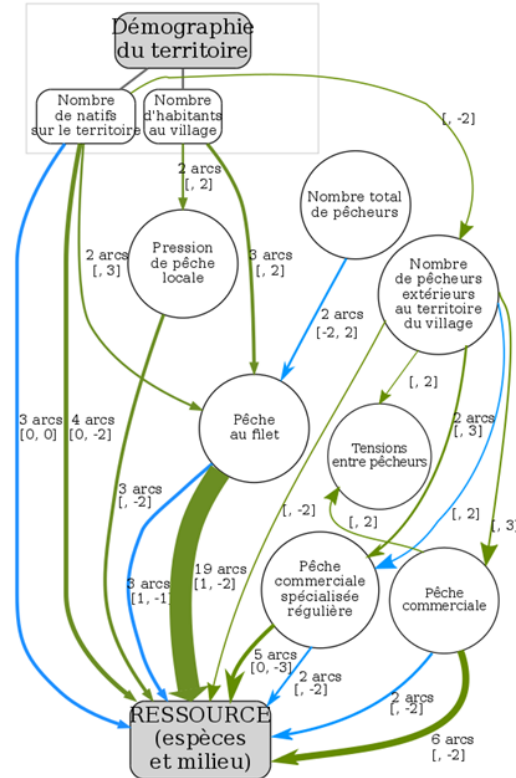 Démographie
du territoire
Nombre
de natifs
sur le territoire
Nombre
d'habitants
au village
[, -2]
2 arcs
[, 2]
Nombre total
de pêcheurs
Pression
de pêche
locale
2 arcs
[, 3]
3 arcs
[, 2]
Nombre
de pêcheurs
extérieurs
au territoire
du village
2 arcs
[-2, 2]
[, 2]
Pêche
au filet
3 arcs
[0, 0]
4 arcs
[0, -2]
2 arcs
[, 3]
Tensions
entre pêcheurs
3 arcs
[, -2]
[, -2]
[, 2]
[, 2]
[, 3]
3 arcs
[1, -1]
19 arcs
[1, -2]
Pêche
commerciale
spécialisée
régulière
Pêche
commerciale
5 arcs
[0, -3]
2 arcs
[, -2]
2 arcs
[, -2]
RESSOURCE
(espèces
et milieu)
6 arcs
[, -2]